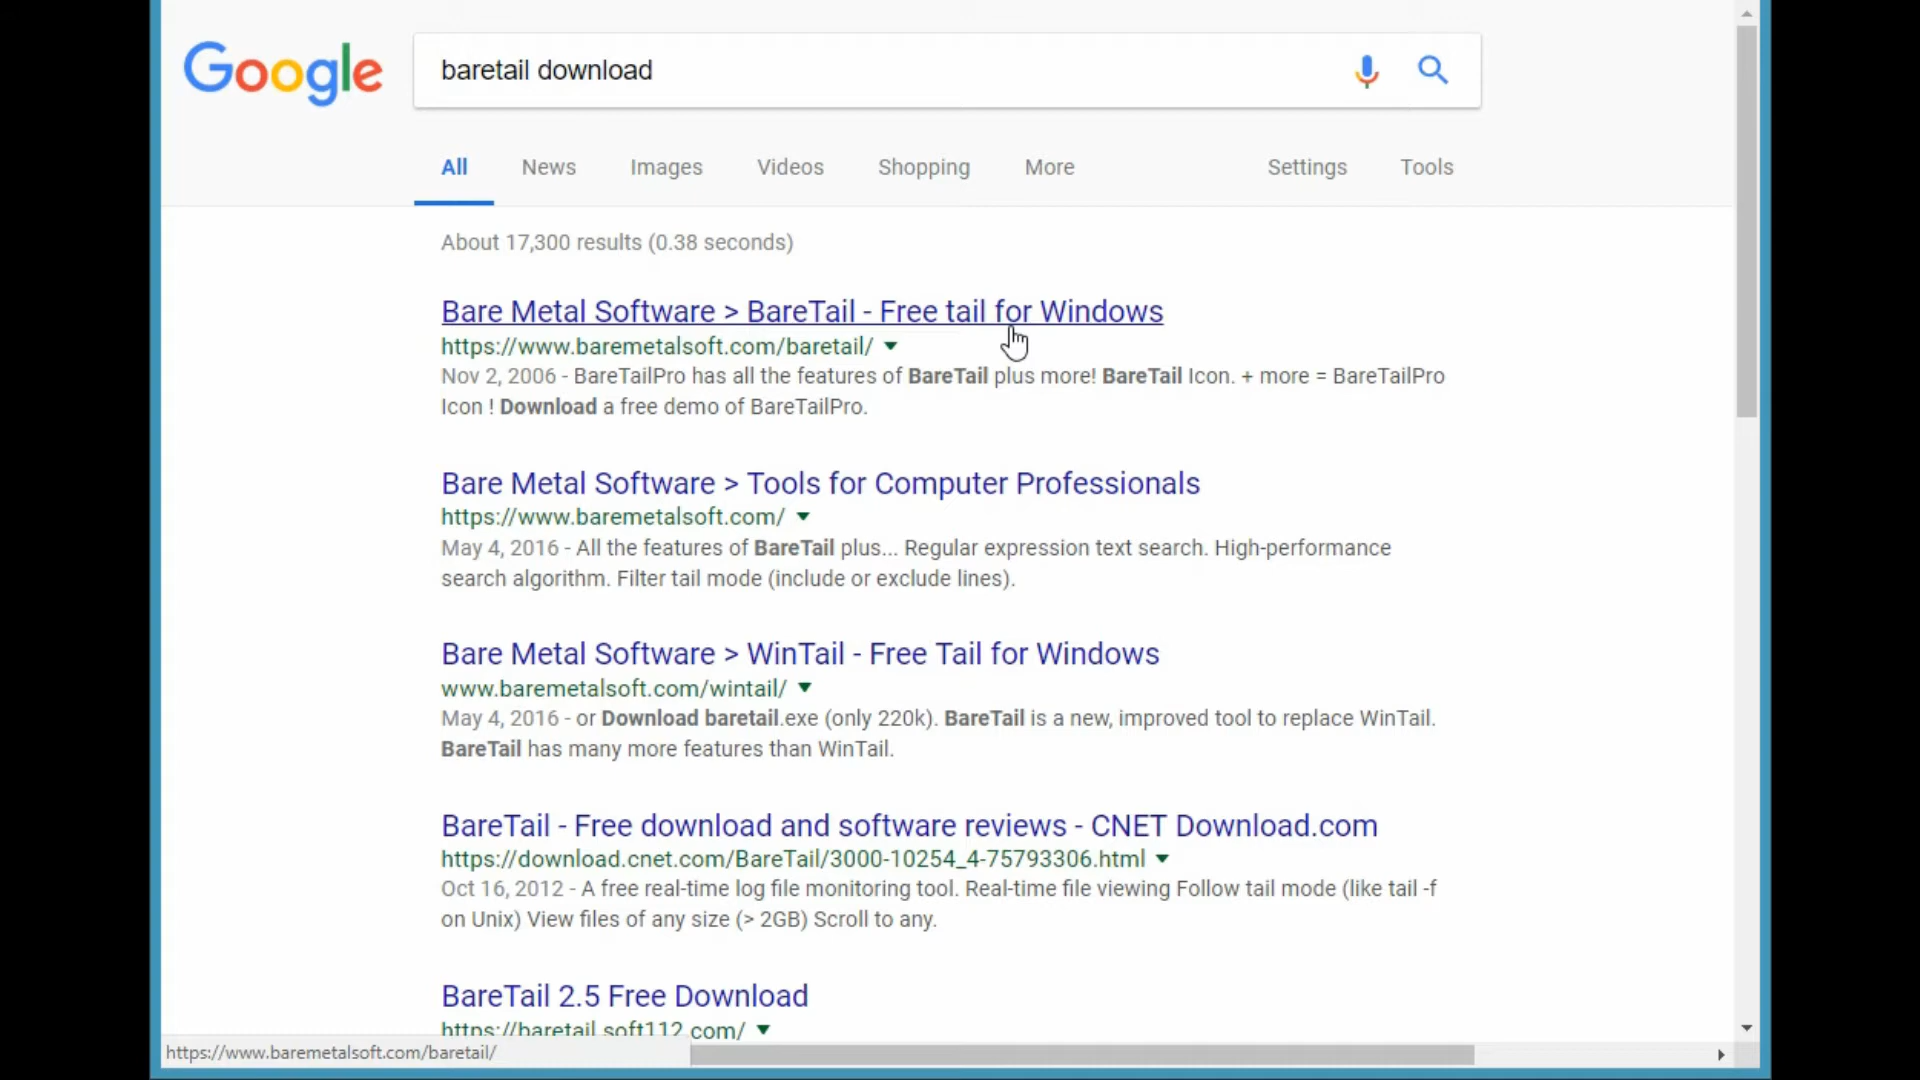 Google
baretail download
All News Images Videos Shopping More Settings Tools
About 17,300 results (0.38 seconds)
Bare Metal Software > BareTail - Free tail for Windows
https://www.baremetalsoft.com/baretail/
Nov 2, 2006 - BareTailPro has all the features of BareTail plus more! BareTail Icon. + more = BareTailPro
Icon ! Download a free demo of BareTailPro.
Bare Metal Software > Tools for Computer Professionals
https://www.baremetalsoft.com/
May 4, 2016 - All the features of BareTail plus... Regular expression text search. High-performance
search algorithm. Filter tail mode (include or exclude lines).
Bare Metal Software > WinTail - Free Tail for Windows
www.baremetalsoft.com/wintail/
May 4, 2016 - or Download baretail.exe (only 220k). BareTail is a new, improved tool to replace WinTail.
BareTail has many more features than WinTail.
BareTail - Free download and software reviews - CNET Download.com
https://download.cnet.com/BareTail/3000-10254_4-75793306.html
Oct 16, 2012 - A free real-time log file monitoring tool. Real-time file viewing Follow tail mode (like tail -f
on Unix) View files of any size (> 2GB) Scroll to any.
BareTail 2.5 Free Download
https://baretail.soft112.com/
https://www.baremetalsoft.com/baretail/